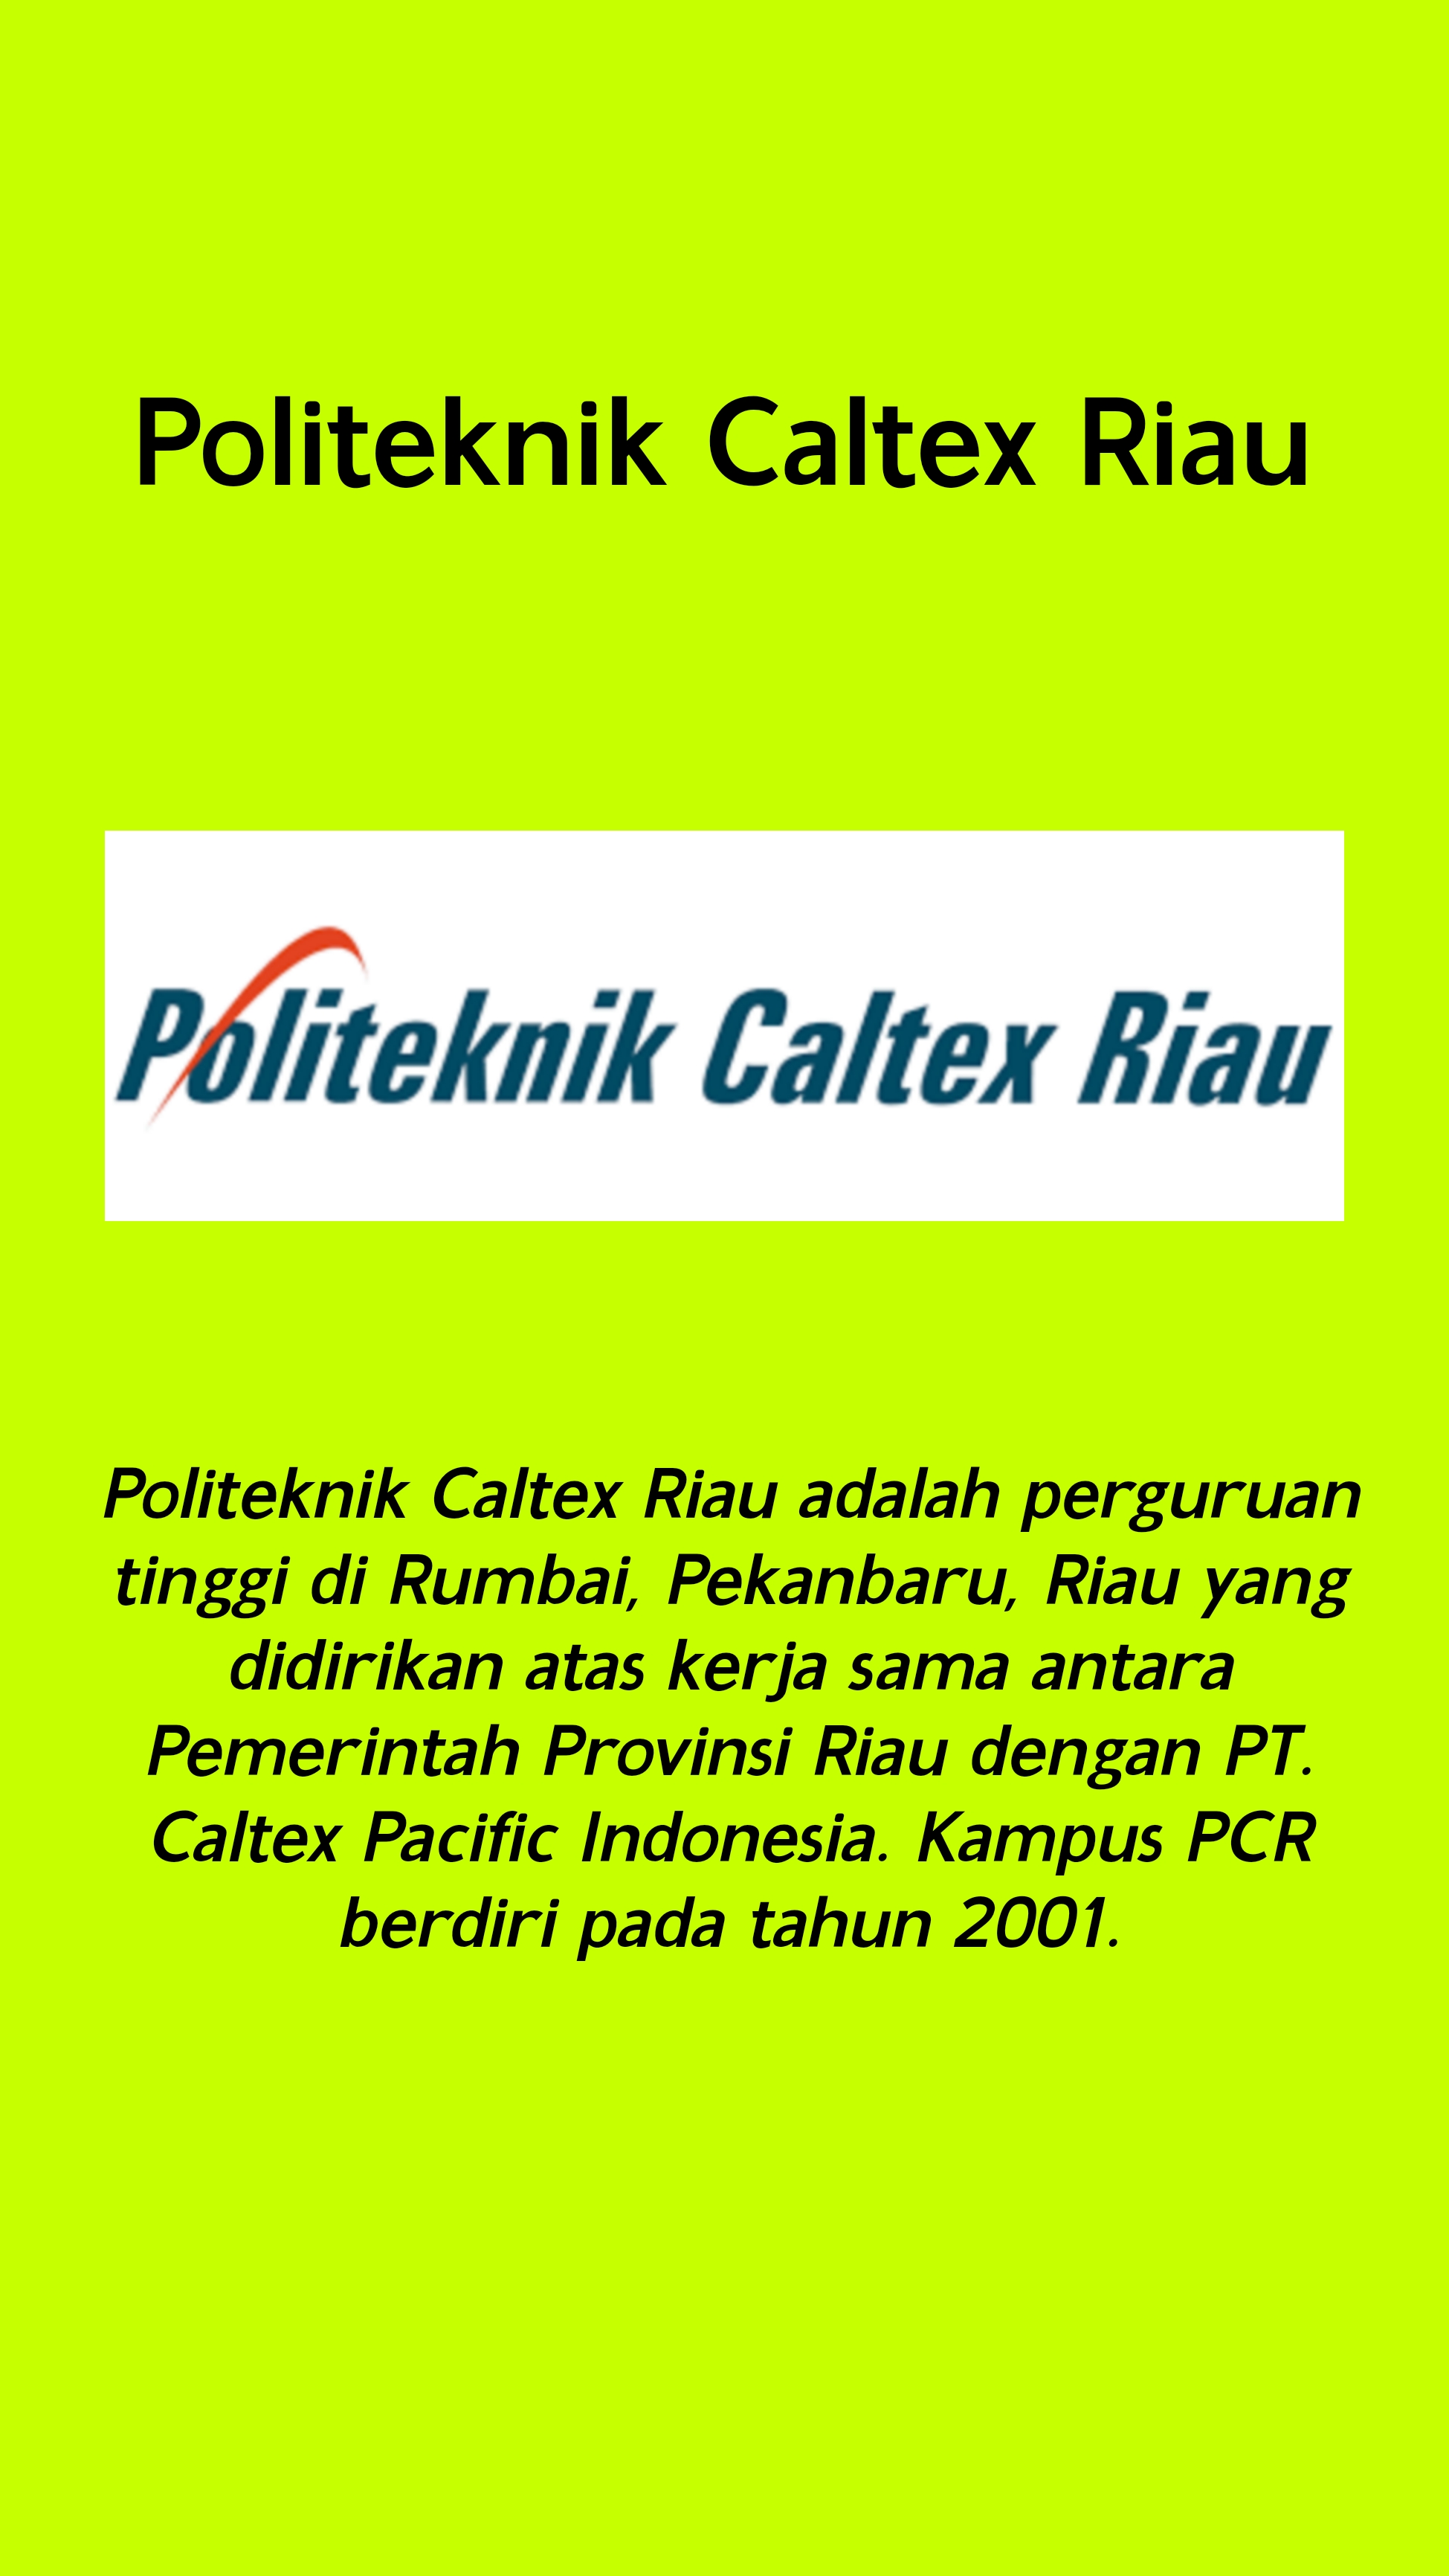 Politeknik Caltex Riau
Politeknik Caltex Riau
Politeknik Caltex Riau adalah perguruan
tinggi di Rumbai, Pekanbaru, Riau yang
didirikan atas kerja sama antara
Pemerintah Provinsi Riau dengan PT.
Caltex Pacific Indonesia. Kampus PCR
berdiri pada tahun 2001.